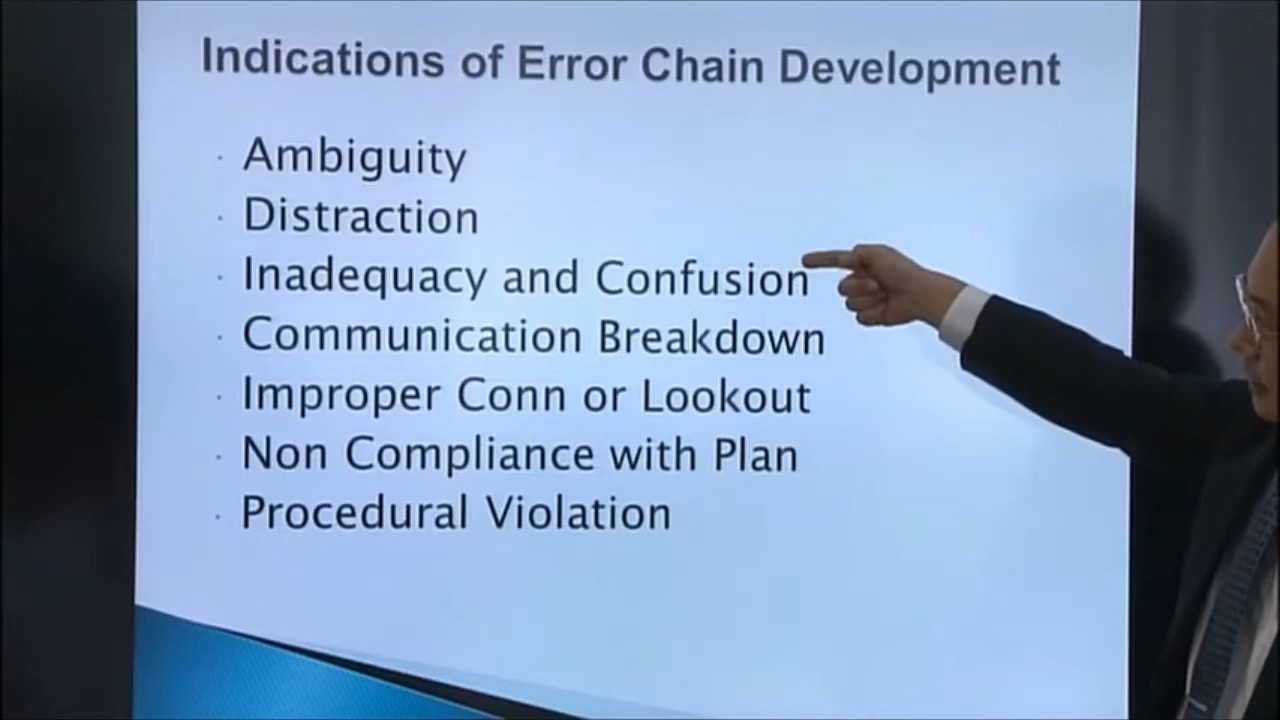 Indications of Error Chain Development
· Ambiguity
· Distraction
· Inadequacy and Confusion
· Communication Breakdown
· Improper Conn or Lookout
· Non Compliance with Plan
· Procedural Violation